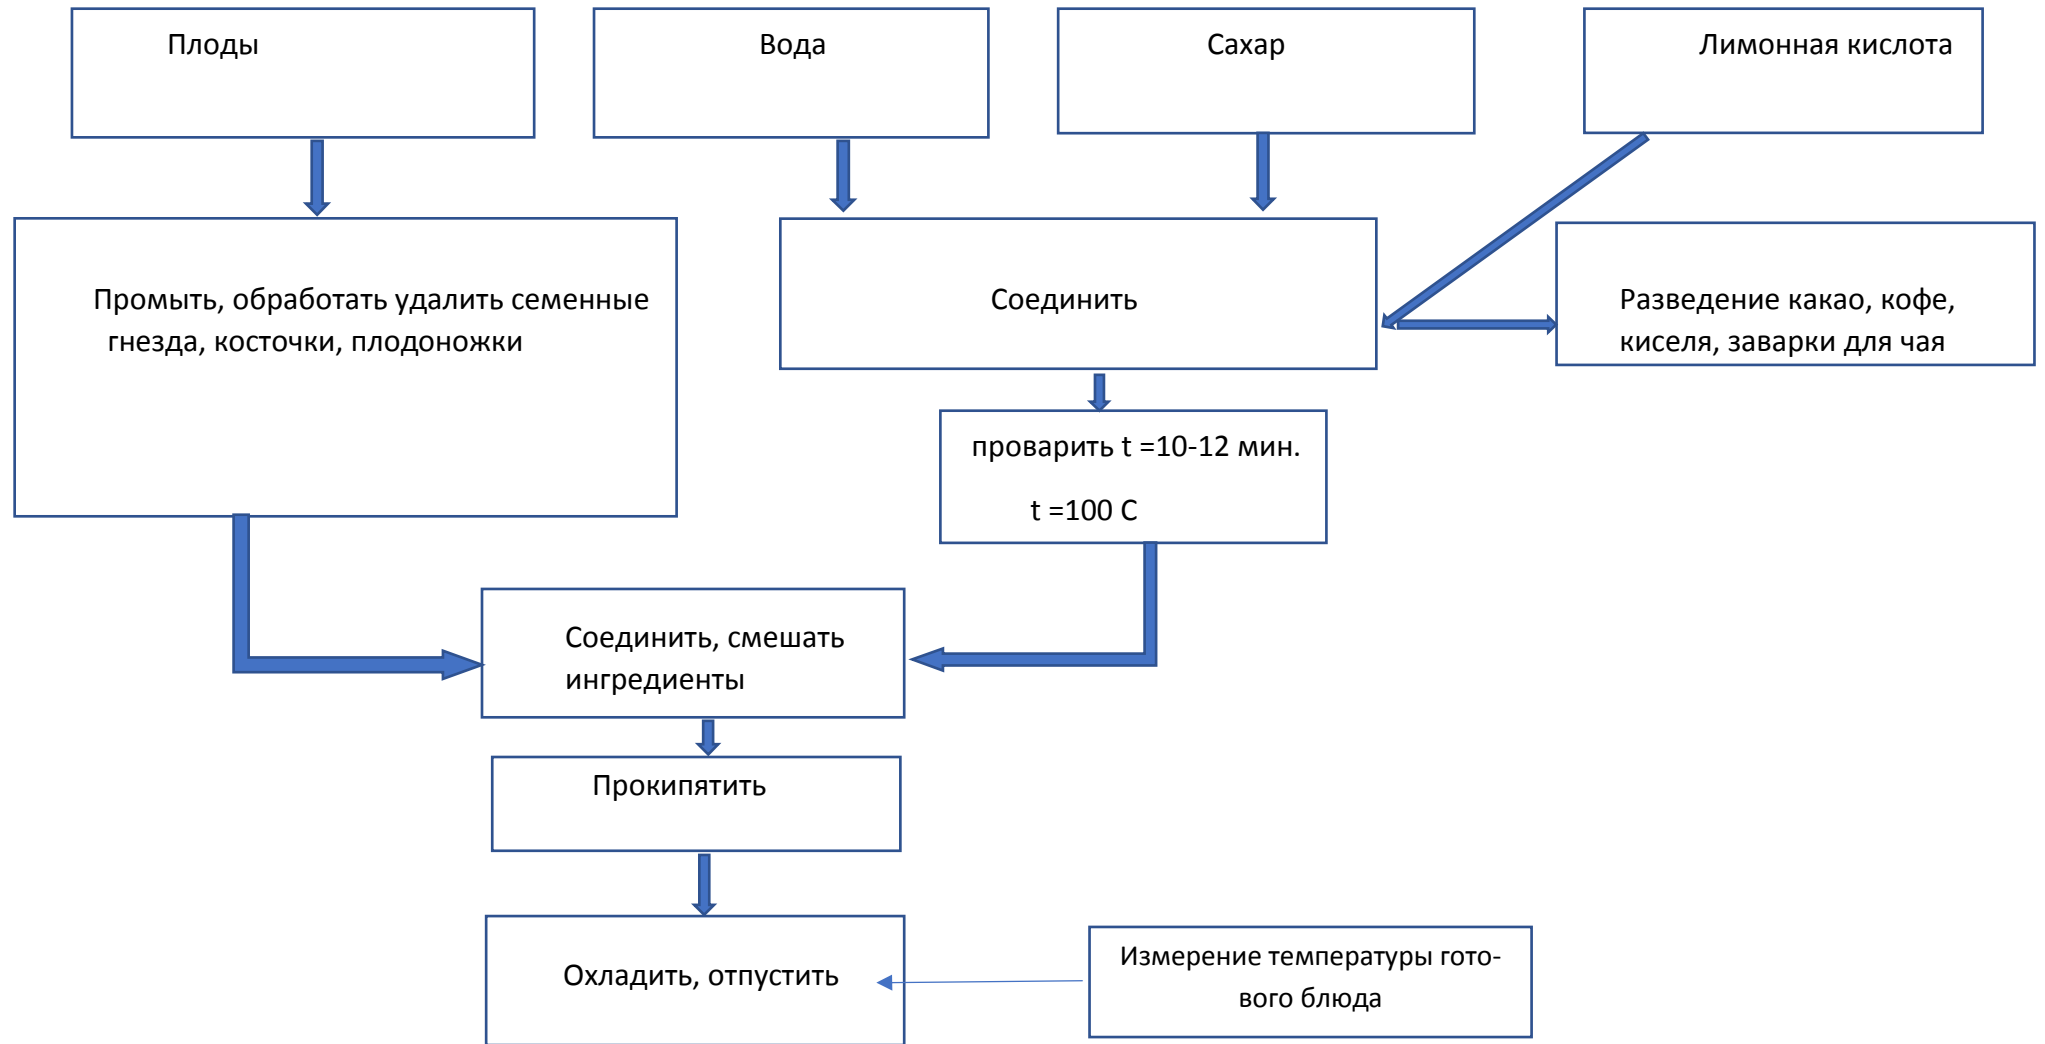 Плоды
Вода
Сахар
Лимонная кислота
Промыть, обработать удалить семенные
гнезда, косточки, плодоножки
Соединить
Разведение какао, кофе,
киселя, заварки для чая
проварить t =10-12 мин.
t =100 С
Соединить, смешать
ингредиенты
Прокипятить
Охладить, отпустить
Измерение температуры гото-
вого блюда